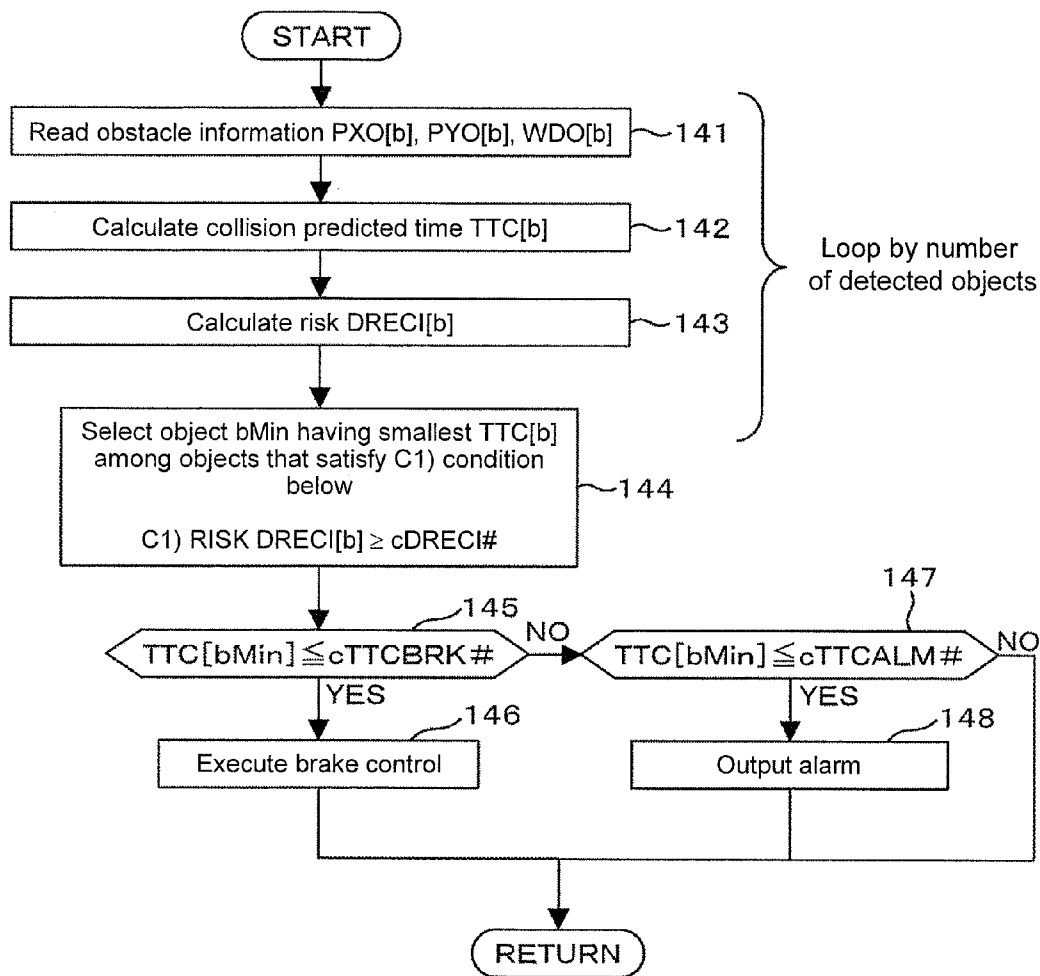 START
Read obstacle information PXO[b], PYO[b], WDO[b]
141
Calculate collision predicted time TTC[b]
142
Calculate risk DRECI[b]
143
Loop by number
of detected objects
Select object bMin having smallest TTC[b]
among objects that satisfy C1) condition
below
C1) RISK DRECI[b] ≥ cDRECI#
144
145
TTC[bMin]≦cTTCBRK#
NO
YES
147
TTC[bMin]≦cTTCALM#
NO
YES
146
Execute brake control
148
Output alarm
RETURN